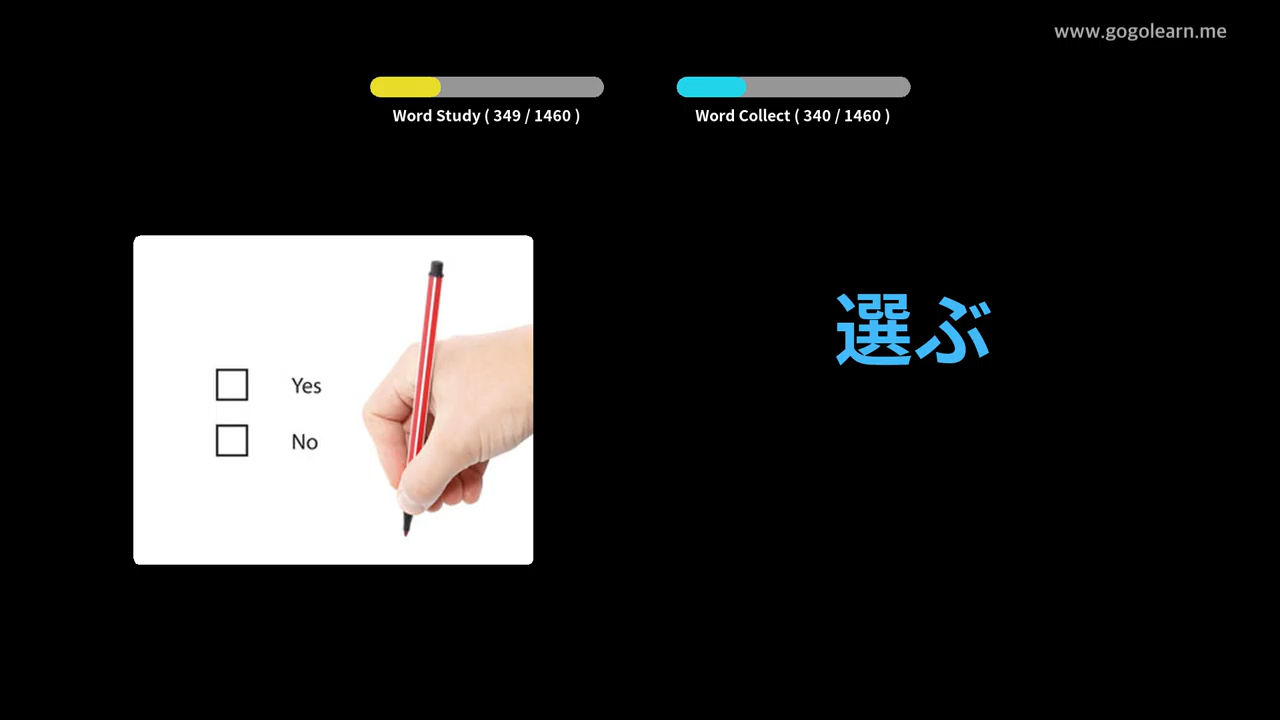 www.gogolearn.me
Word Study ( 349 / 1460 )
Word Collect ( 340 / 1460 )
Yes
No
選ぶ